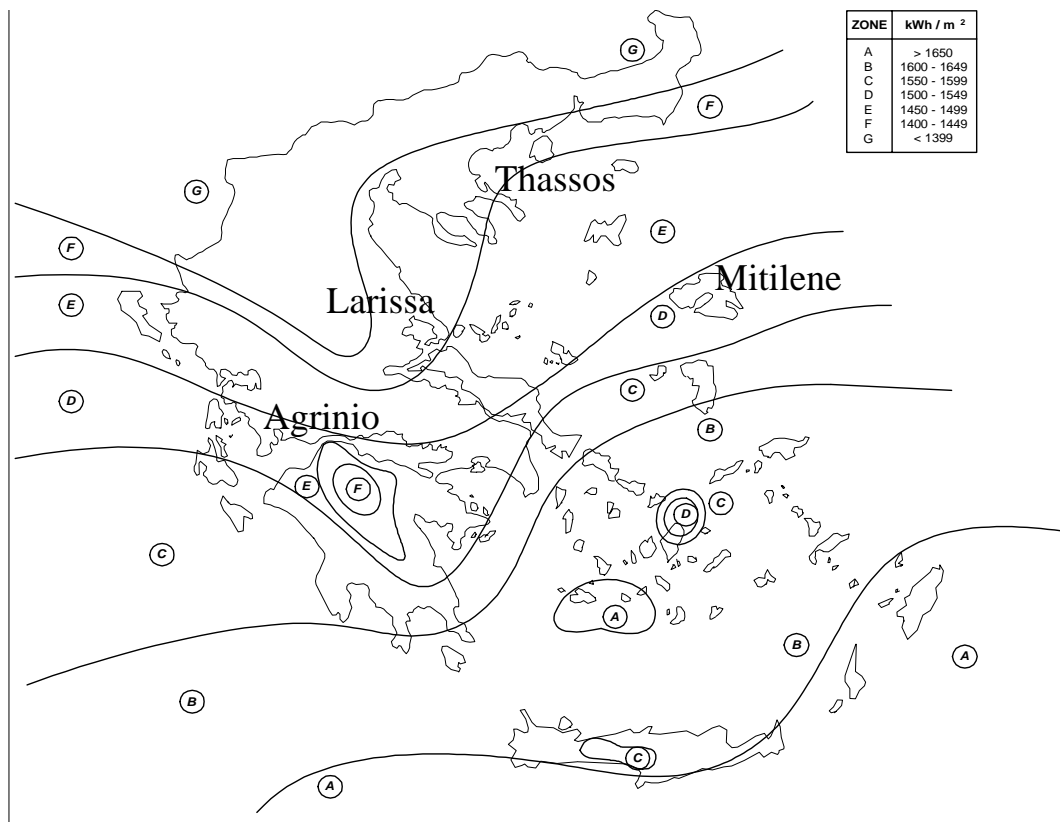 ZONE kWh / m ²
A > 1650
B 1600 - 1649
C 1550 - 1599
D 1500 - 1549
E 1450 - 1499
F 1400 - 1449
G < 1399
G
F
Thassos
G
E
F
Mitilene
E
Larissa
D
C
D
Agrinio
B
E
F
C
D
C
A
B
A
B
C
A